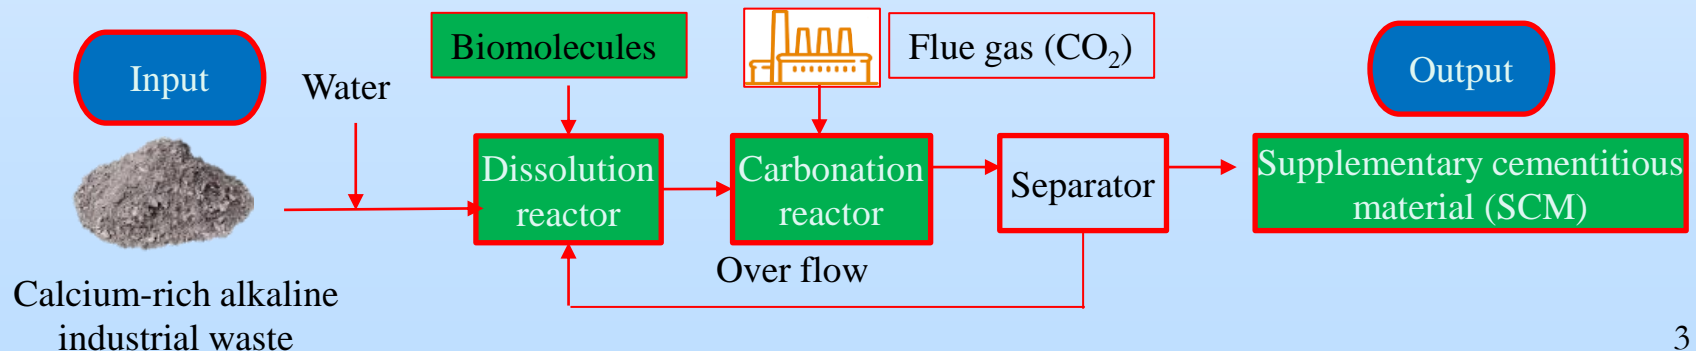 Input
Water
Biomolecules
Flue gas (CO₂)
Output
Dissolution
reactor
Carbonation
reactor
Separator
Supplementary cementitious
material (SCM)
Over flow
Calcium-rich alkaline
industrial waste
3